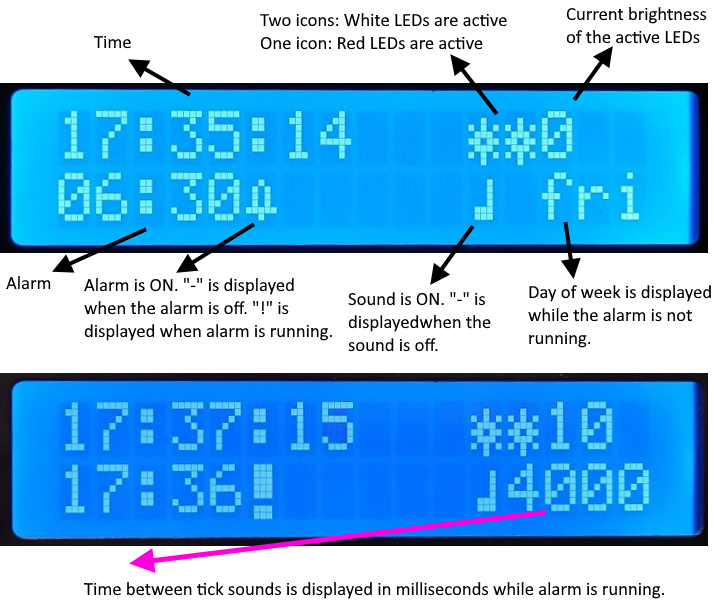 Two icons: White LEDs are active
One icon: Red LEDs are active
Current brightness
of the active LEDs
Time
17:35:14 **0
06:30 ♩ fri
Alarm
Alarm is ON. "-" is displayed
when the alarm is off. "!" is
displayed when alarm is running.
Sound is ON. "-" is
displayedwhen the
sound is off.
Day of week is displayed
while the alarm is not
running.
17:37:15 **10
17:36! ♩4000
Time between tick sounds is displayed in milliseconds while alarm is running.